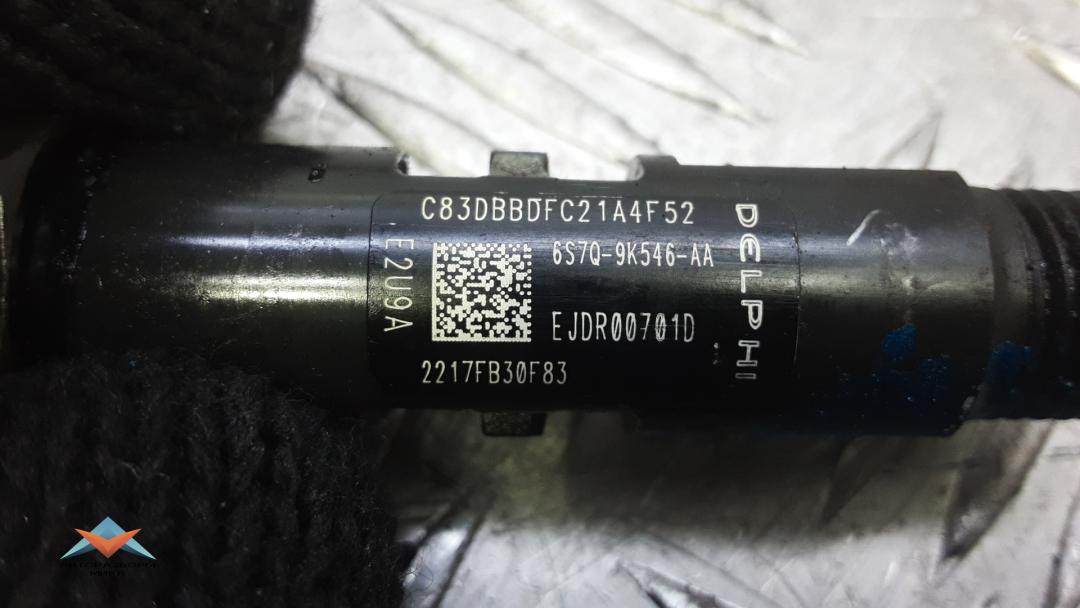 C83DBBDFC21A4F52
6S7Q-9K546-AA
EJDR00701D
2217FB30F83
E2U9A
DELPHI